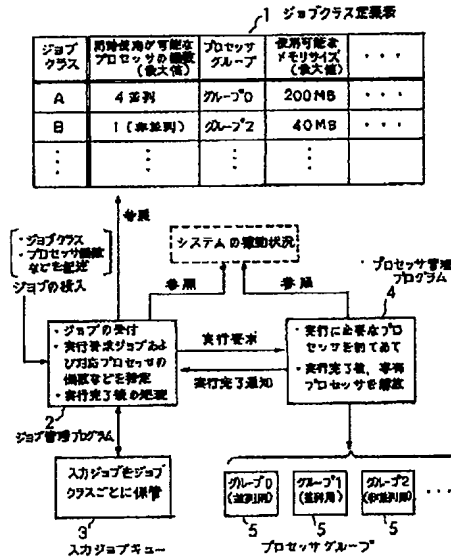 1 ジョブクラス定義表
ジョブ
クラス
同時使用が可能な
プロセッサの個数
(最大値)
プロセッサ
グループ
使用可能な
メモリサイズ
(最大値)
・・・
A
4並列
グループ0
200MB
・・・
B
1(非並列)
グループ2
40MB
・・・
参照
・ジョブクラス
・プロセッサ個数
などを記述
ジョブの投入
システムの稼動状況
参照
参照
プロセッサ管理
プログラム
4
・ジョブの受付
・実行要求ジョブおよ
び対応プロセッサの
個数などを特定
・実行完了後の処理
実行要求
実行完了通知
・実行に必要なプロ
セッサを割てあて
・実行完了後、専有
プロセッサを解放
2
ジョブ管理プログラム
入力ジョブをジョブ
クラスごとに保管
3
入力ジョブキュー
グループ0
(並列用)
グループ1
(並列用)
グループ2
(非並列用)
・・・
5
5
5
プロセッサグループ